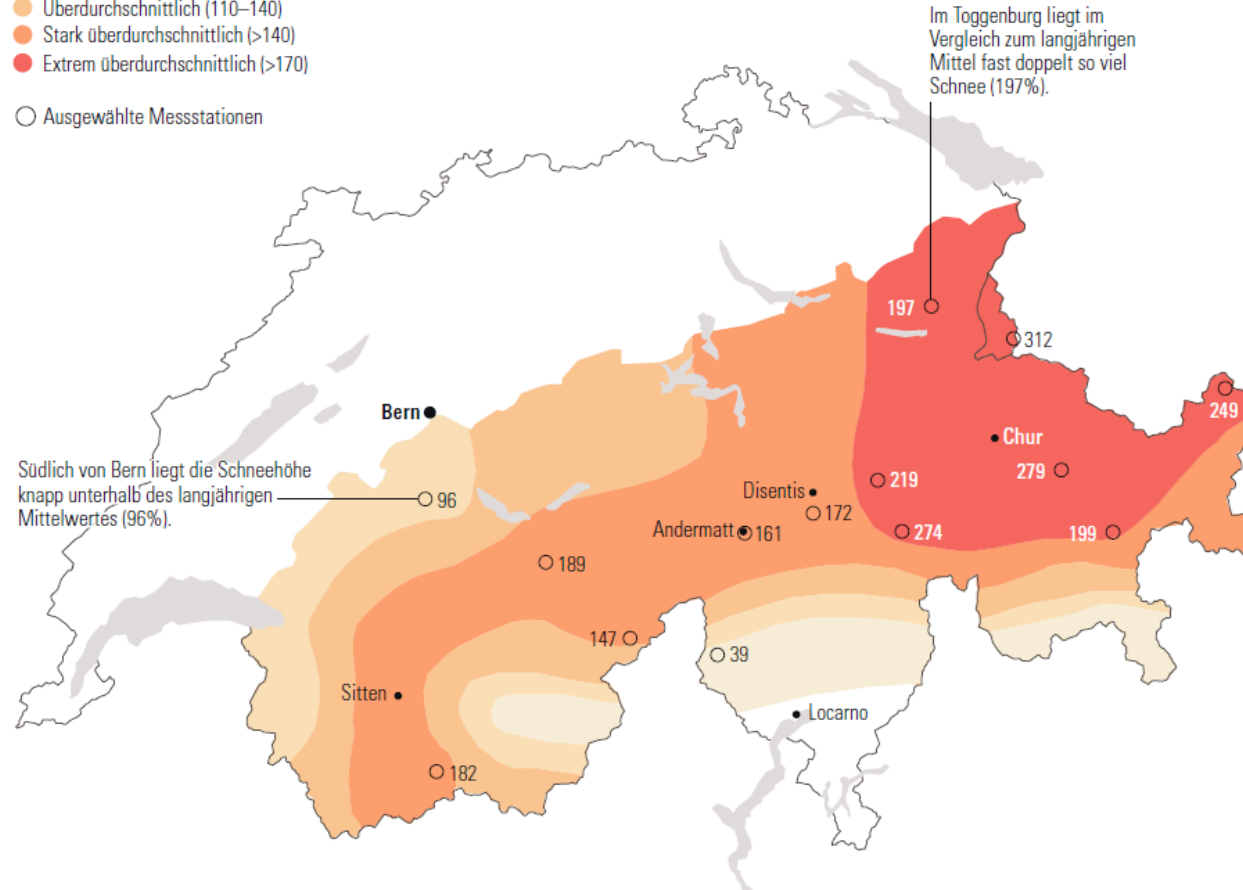 Überdurchschnittlich (110–140)
Stark überdurchschnittlich (>140)
Extrem überdurchschnittlich (>170)
Ausgewählte Messstationen
Im Toggenburg liegt im
Vergleich zum langjährigen
Mittel fast doppelt so viel
Schnee (197%).
197
312
249
Bern
Chur
Südlich von Bern liegt die Schneehöhe
knapp unterhalb des langjährigen
Mittelwertes (96%).
96
279
219
Disentis
172
Andermatt
161
274
199
189
147
39
Sitten
Locarno
182